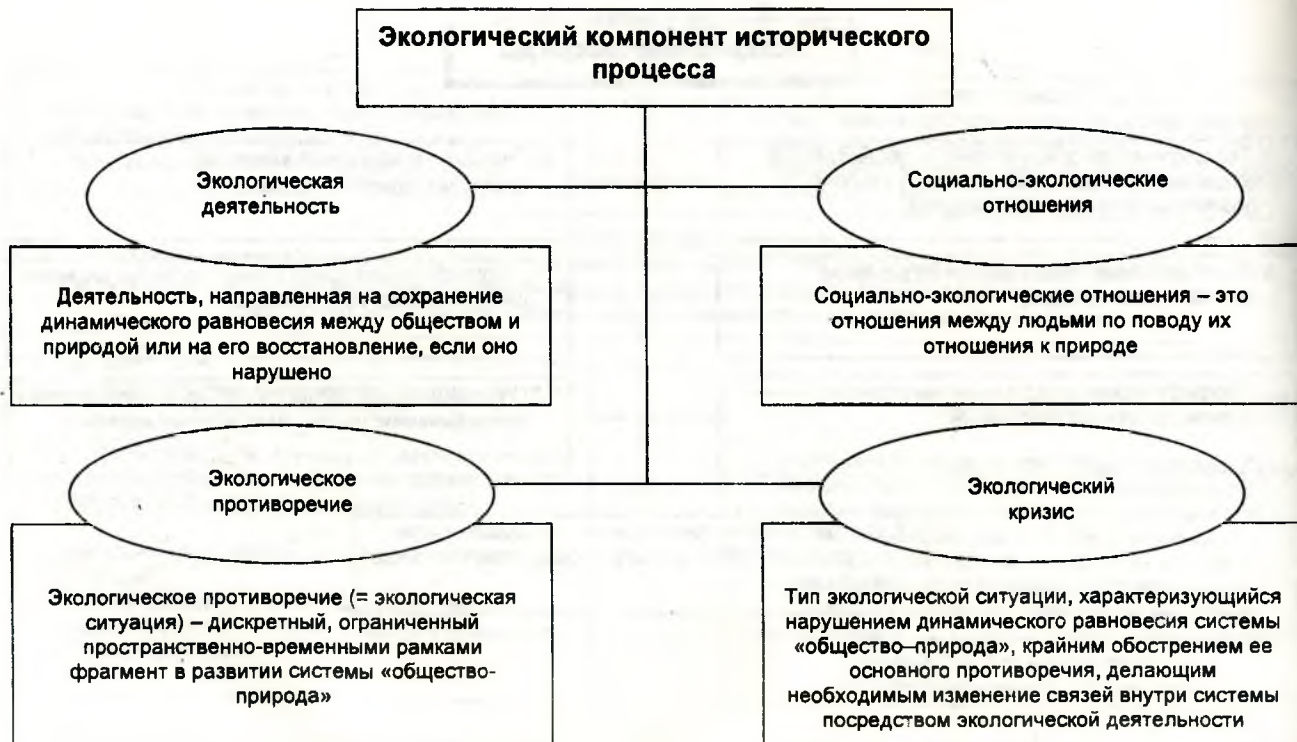 Экологический компонент исторического
процесса
Экологическая
деятельность
Социально-экологические
отношения
Деятельность, направленная на сохранение
динамического равновесия между обществом и
природой или на его восстановление, если оно
нарушено
Социально-экологические отношения – это
отношения между людьми по поводу их
отношения к природе
Экологическое
противоречие
Экологический
кризис
Экологическое противоречие (= экологическая
ситуация) – дискретный, ограниченный
пространственно-временными рамками
фрагмент в развитии системы «общество-
природа»
Тип экологической ситуации, характеризующийся
нарушением динамического равновесия системы
«общество–природа», крайним обострением ее
основного противоречия, делающим
необходимым изменение связей внутри системы
посредством экологической деятельности